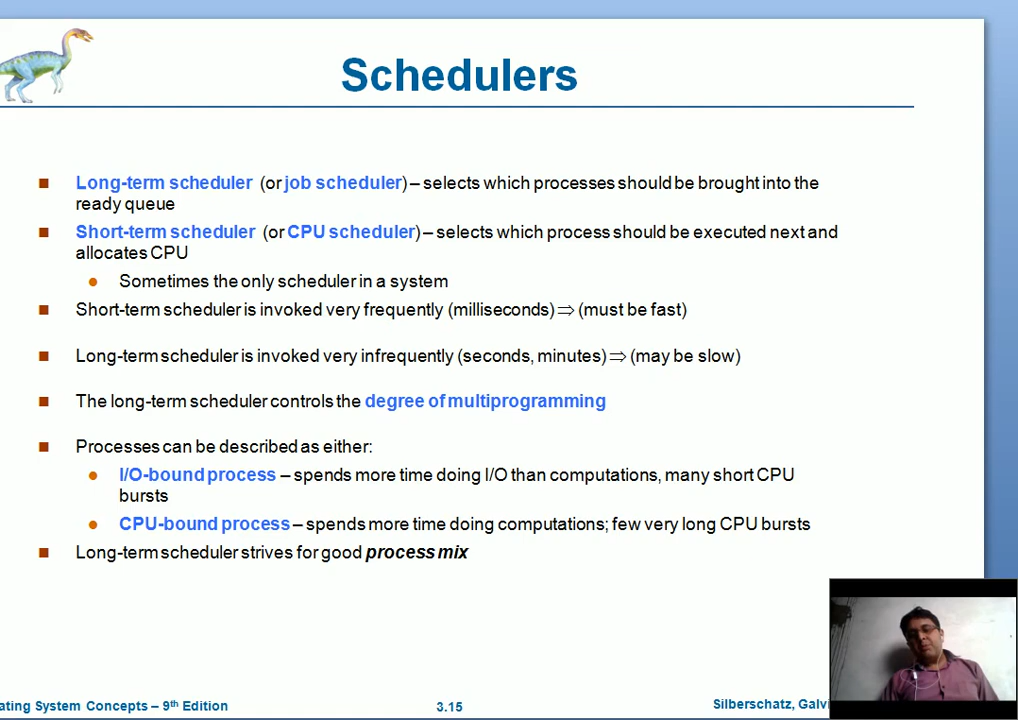 Schedulers
Long-term scheduler (or job scheduler) – selects which processes should be brought into the
ready queue
Short-term scheduler (or CPU scheduler) – selects which process should be executed next and
allocates CPU
Sometimes the only scheduler in a system
Short-term scheduler is invoked very frequently (milliseconds) ⇒ (must be fast)
Long-term scheduler is invoked very infrequently (seconds, minutes) ⇒ (may be slow)
The long-term scheduler controls the degree of multiprogramming
Processes can be described as either:
I/O-bound process – spends more time doing I/O than computations, many short CPU
bursts
CPU-bound process – spends more time doing computations; few very long CPU bursts
Long-term scheduler strives for good process mix
ating System Concepts – 9th Edition 3.15 Silberschatz, Galvi